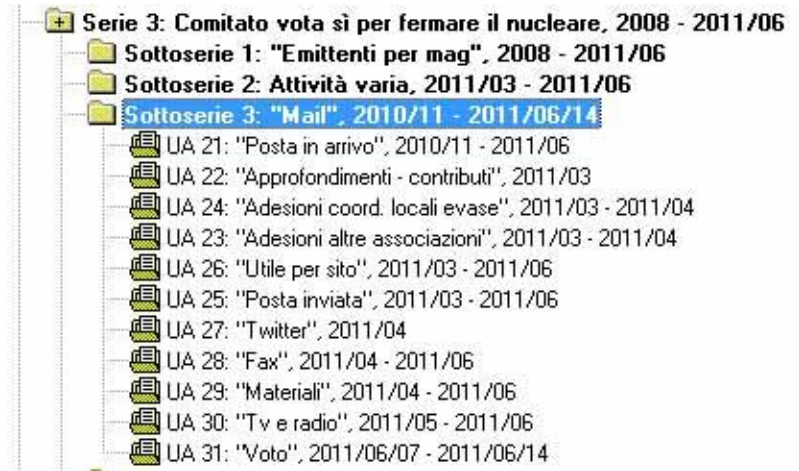 Serie 3: Comitato vota sì per fermare il nucleare, 2008 - 2011/06
Sottoserie 1: "Emittenti per mag", 2008 - 2011/06
Sottoserie 2: Attività varia, 2011/03 - 2011/06
Sottoserie 3: "Mail", 2010/11 - 2011/06/14
UA 21: "Posta in arrivo", 2010/11 - 2011/06
UA 22: "Approfondimenti - contributi", 2011/03
UA 24: "Adesioni coord. locali evase", 2011/03 - 2011/04
UA 23: "Adesioni altre associazioni", 2011/03 - 2011/04
UA 26: "Utile per sito", 2011/03 - 2011/06
UA 25: "Posta inviata", 2011/03 - 2011/06
UA 27: "Twitter", 2011/04
UA 28: "Fax", 2011/04 - 2011/06
UA 29: "Materiali", 2011/04 - 2011/06
UA 30: "Tv e radio", 2011/05 - 2011/06
UA 31: "Voto", 2011/06/07 - 2011/06/14